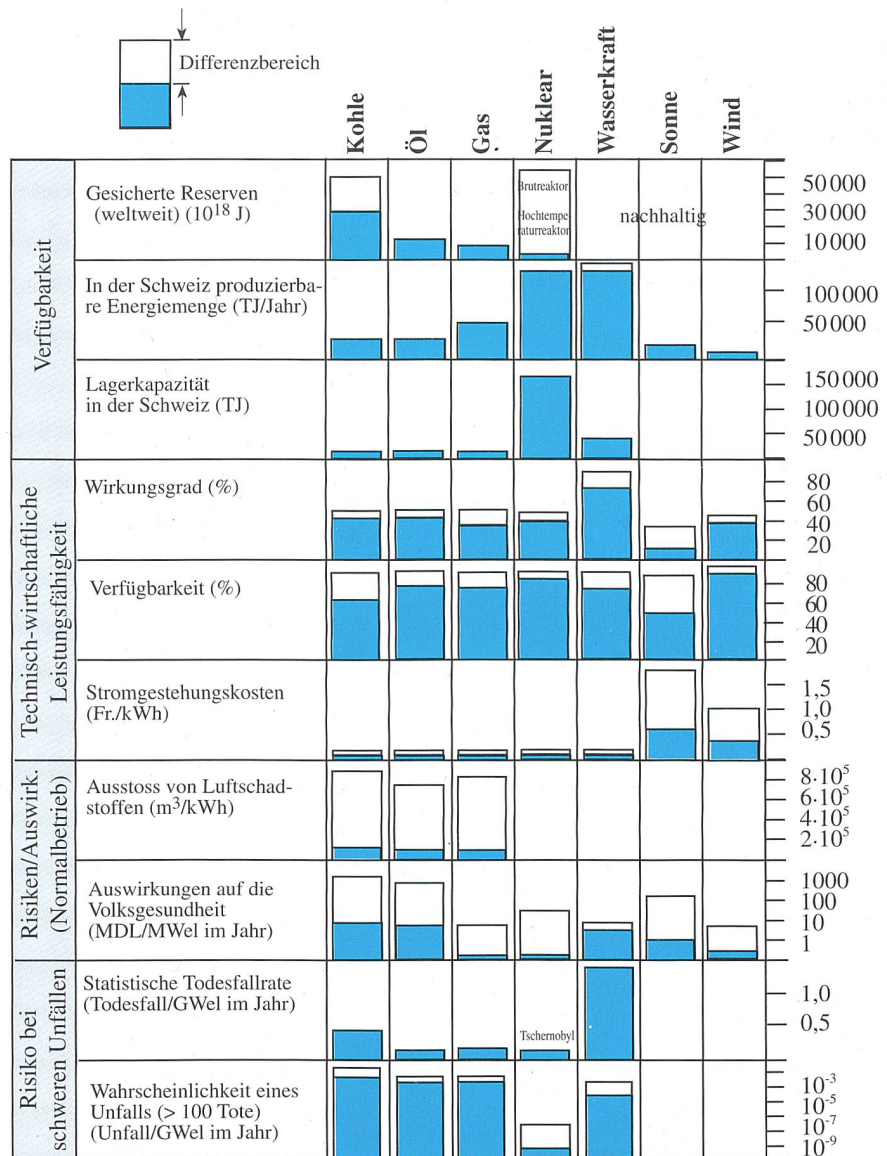 Differenzbereich
Kohle
Öl
Gas
Nuklear
Wasserkraft
Sonne
Wind
Verfügbarkeit
Gesicherte Reserven
(weltweit) (10¹⁸ J)
Brutreaktor
Hochtempe-
raturreaktor
nachhaltig
50 000
30 000
10 000
In der Schweiz produzierba-
re Energiemenge (TJ/Jahr)
100 000
50 000
Lagerkapazität
in der Schweiz (TJ)
150 000
100 000
50 000
Technisch-wirtschaftliche
Leistungsfähigkeit
Wirkungsgrad (%)
80
60
40
20
Verfügbarkeit (%)
80
60
40
20
Stromgestehungskosten
(Fr./kWh)
1,5
1,0
0,5
Risiken/Auswirk.
(Normalbetrieb)
Ausstoss von Luftschad-
stoffen (m³/kWh)
8·10⁵
6·10⁵
4·10⁵
2·10⁵
Auswirkungen auf die
Volksgesundheit
(MDL/MWel im Jahr)
1000
100
10
1
Risiko bei
schweren Unfällen
Statistische Todesfallrate
(Todesfall/GWel im Jahr)
Tschernobyl
1,0
0,5
Wahrscheinlichkeit eines
Unfalls (> 100 Tote)
(Unfall/GWel im Jahr)
10⁻³
10⁻⁵
10⁻⁷
10⁻⁹